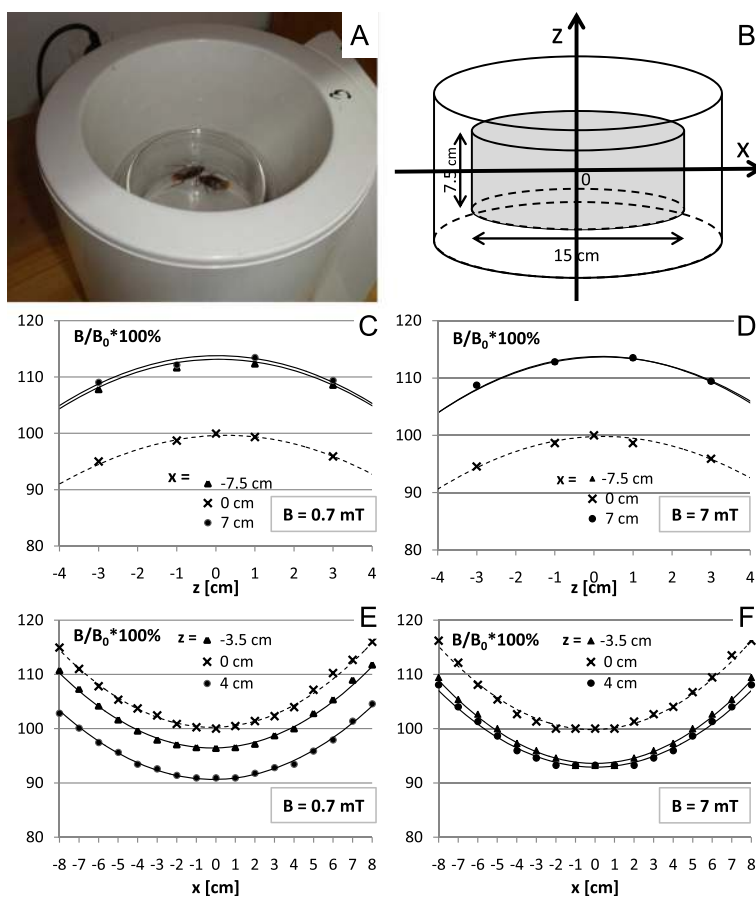 A
B
z
x
0
7.5 cm
15 cm
C
B/B0*100%
120
110
100
90
80
x =
-7.5 cm
0 cm
7 cm
B = 0.7 mT
-4 -3 -2 -1 0 1 2 3 4
z [cm]
D
B/B0*100%
120
110
100
90
80
x =
-7.5 cm
0 cm
7 cm
B = 7 mT
-4 -3 -2 -1 0 1 2 3 4
z [cm]
E
B/B0*100%
120
110
100
90
80
z =
-3.5 cm
0 cm
4 cm
B = 0.7 mT
-8 -7 -6 -5 -4 -3 -2 -1 0 1 2 3 4 5 6 7 8
x [cm]
F
B/B0*100%
120
110
100
90
80
z =
-3.5 cm
0 cm
4 cm
B = 7 mT
-8 -7 -6 -5 -4 -3 -2 -1 0 1 2 3 4 5 6 7 8
x [cm]